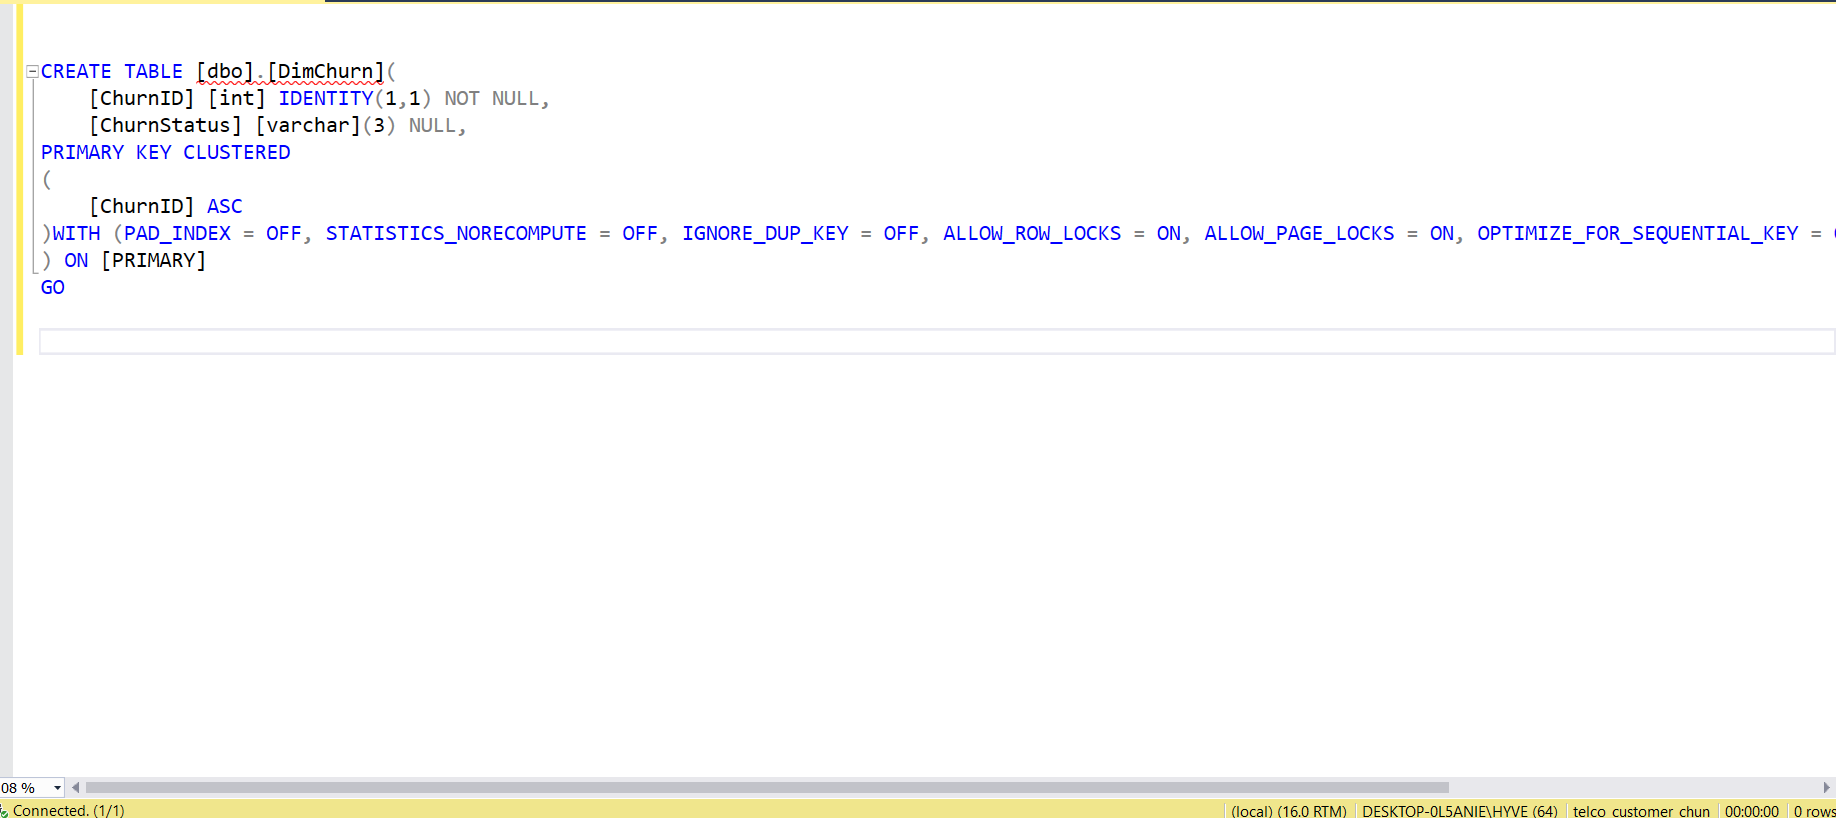 CREATE TABLE [dbo].[DimChurn](
[ChurnID] [int] IDENTITY(1,1) NOT NULL,
[ChurnStatus] [varchar](3) NULL,
PRIMARY KEY CLUSTERED
(
[ChurnID] ASC
)WITH (PAD_INDEX = OFF, STATISTICS_NORECOMPUTE = OFF, IGNORE_DUP_KEY = OFF, ALLOW_ROW_LOCKS = ON, ALLOW_PAGE_LOCKS = ON, OPTIMIZE_FOR_SEQUENTIAL_KEY =
) ON [PRIMARY]
GO
08 %
Connected. (1/1) (local) (16.0 RTM) DESKTOP-0L5ANIE\HYVE (64) telco_customer_chun 00:00:00 0 rows